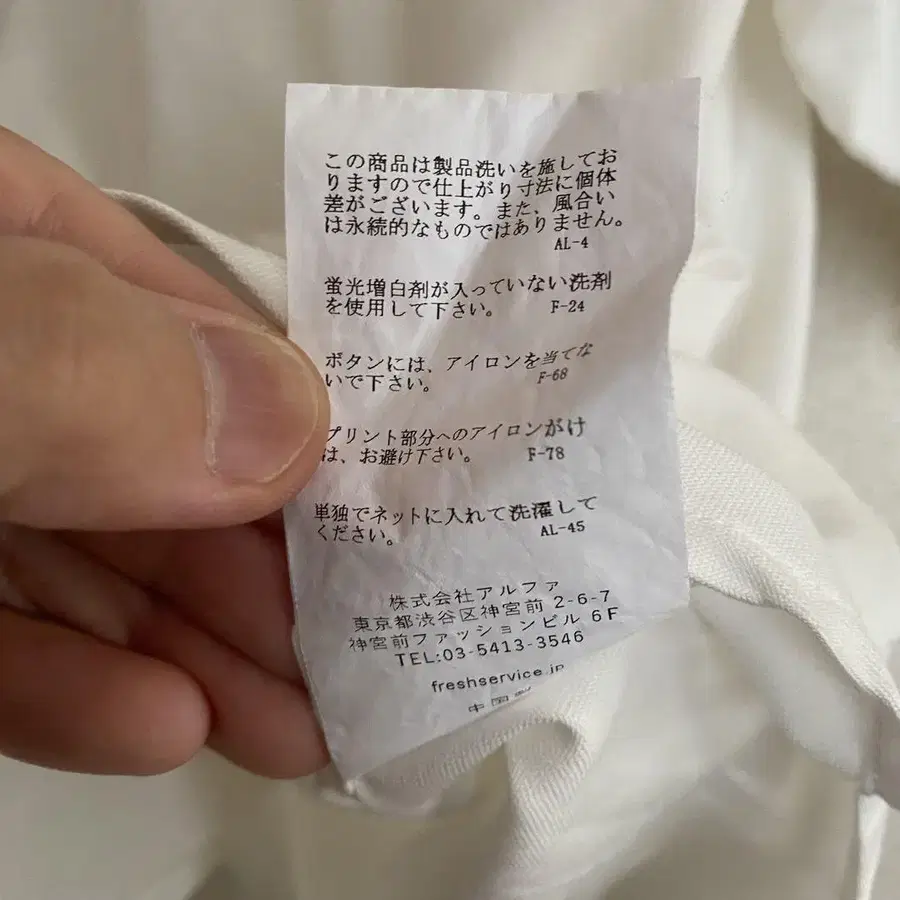 この商品は製品洗いを施してお
りますので仕上がり寸法に個体
差がございます。また、風合い
は永続的なものではありません。
AL-4
蛍光増白剤が入っていない洗剤
を使用して下さい。 F-24
ボタンには、アイロンを当てな
いで下さい。 F-68
プリント部分へのアイロンがけ
は、お避け下さい。 F-78
単独でネットに入れて洗濯して
ください。 AL-45
株式会社アルファ
東京都渋谷区神宮前 2-6-7
神宮前ファッションビル 6F
TEL:03-5413-3546
freshservice.jp
中国製